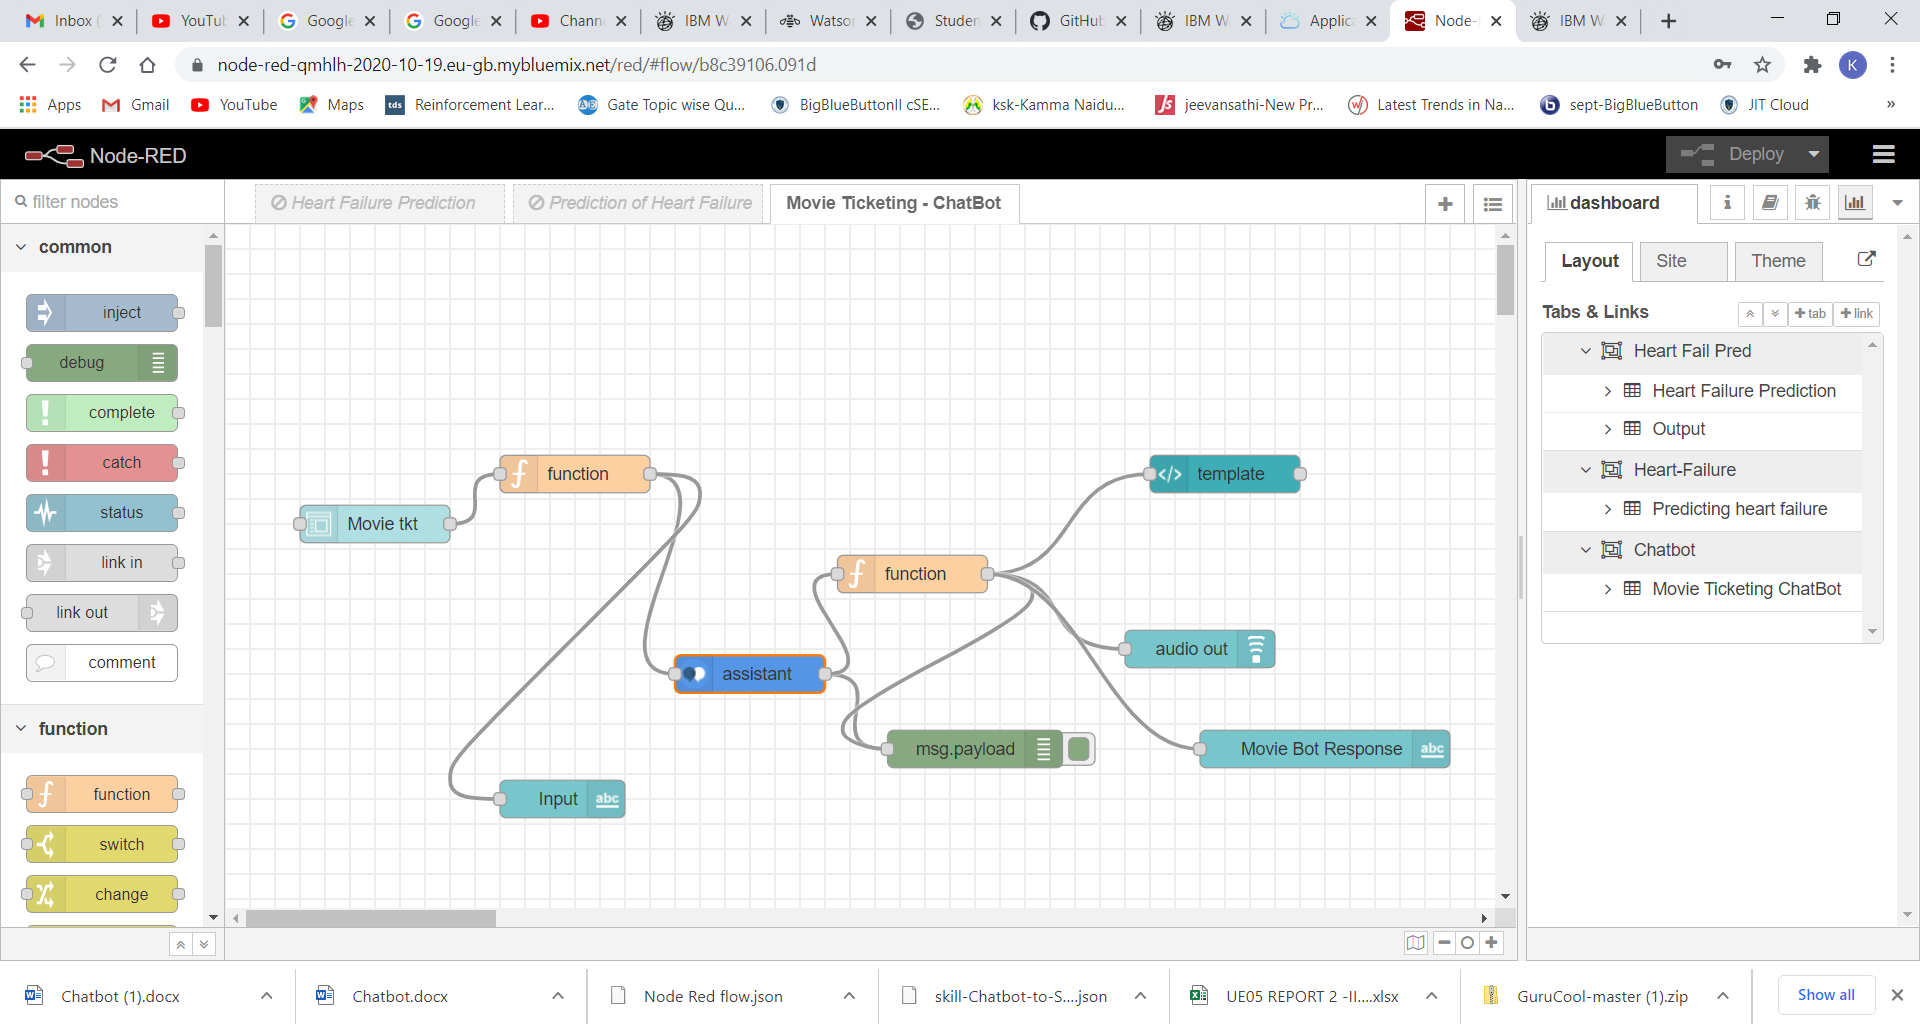 Inbox (
YouTub
Google
Google
Chann
IBM W
Watso
Studen
GitHub
IBM W
Applic
Node-
IBM W
node-red-qmhlh-2020-10-19.eu-gb.mybluemix.net/red/#flow/b8c39106.091d
K
Apps
Gmail
YouTube
Maps
tds
Reinforcement Lear...
Gate Topic wise Qu...
BigBlueButtonII cSE...
ksk-Kamma Naidu...
Js
jeevansathi-New Pr...
Latest Trends in Na...
sept-BigBlueButton
JIT Cloud
»
Node-RED
Deploy
filter nodes
Heart Failure Prediction
Prediction of Heart Failure
Movie Ticketing - ChatBot
dashboard
i
common
Layout
Site
Theme
Tabs & Links
tab
link
inject
debug
complete
catch
status
link in
link out
comment
function
function
switch
change
Heart Fail Pred
Heart Failure Prediction
Output
Heart-Failure
Predicting heart failure
Chatbot
Movie Ticketing ChatBot
function
template
Movie tkt
function
audio out
assistant
msg.payload
Movie Bot Response
abc
Input
abc
Chatbot (1).docx
Chatbot.docx
Node Red flow.json
skill-Chatbot-to-S....json
UE05 REPORT 2 -II....xlsx
GuruCool-master (1).zip
Show all